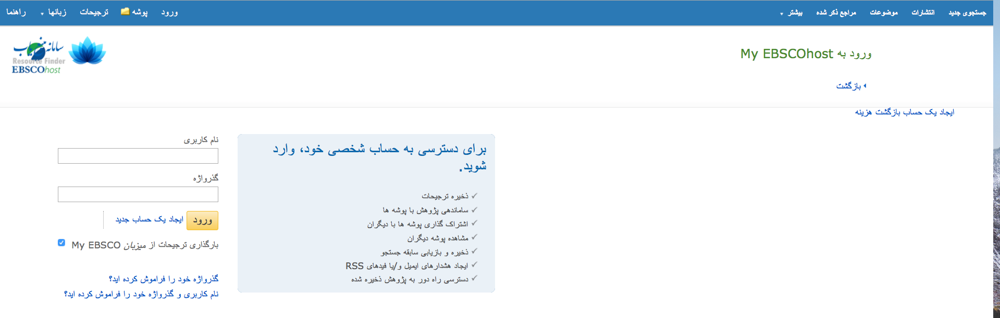 جستجوی جدید انتشارات موضوعات مراجع ذکر شده بیشتر
ورود پوشه ترجیحات زبانها راهنما
سامانه منبع یاب
Resource Finder
EBSCOhost
ورود به My EBSCOhost
بازگشت
ایجاد یک حساب بازگشت هزینه
برای دسترسی به حساب شخصی خود، وارد
شوید.
ذخیره ترجیحات
ساماندهی پژوهش با پوشه ها
اشتراک گذاری پوشه ها با دیگران
مشاهده پوشه دیگران
ذخیره و بازیابی سابقه جستجو
ایجاد هشدارهای ایمیل و/یا فیدهای RSS
دسترسی راه دور به پژوهش ذخیره شده
نام کاربری
گذرواژه
ورود ایجاد یک حساب جدید
بارگذاری ترجیحات از میزبان My EBSCO
گذرواژه خود را فراموش کرده اید؟
نام کاربری و گذرواژه خود را فراموش کرده اید؟